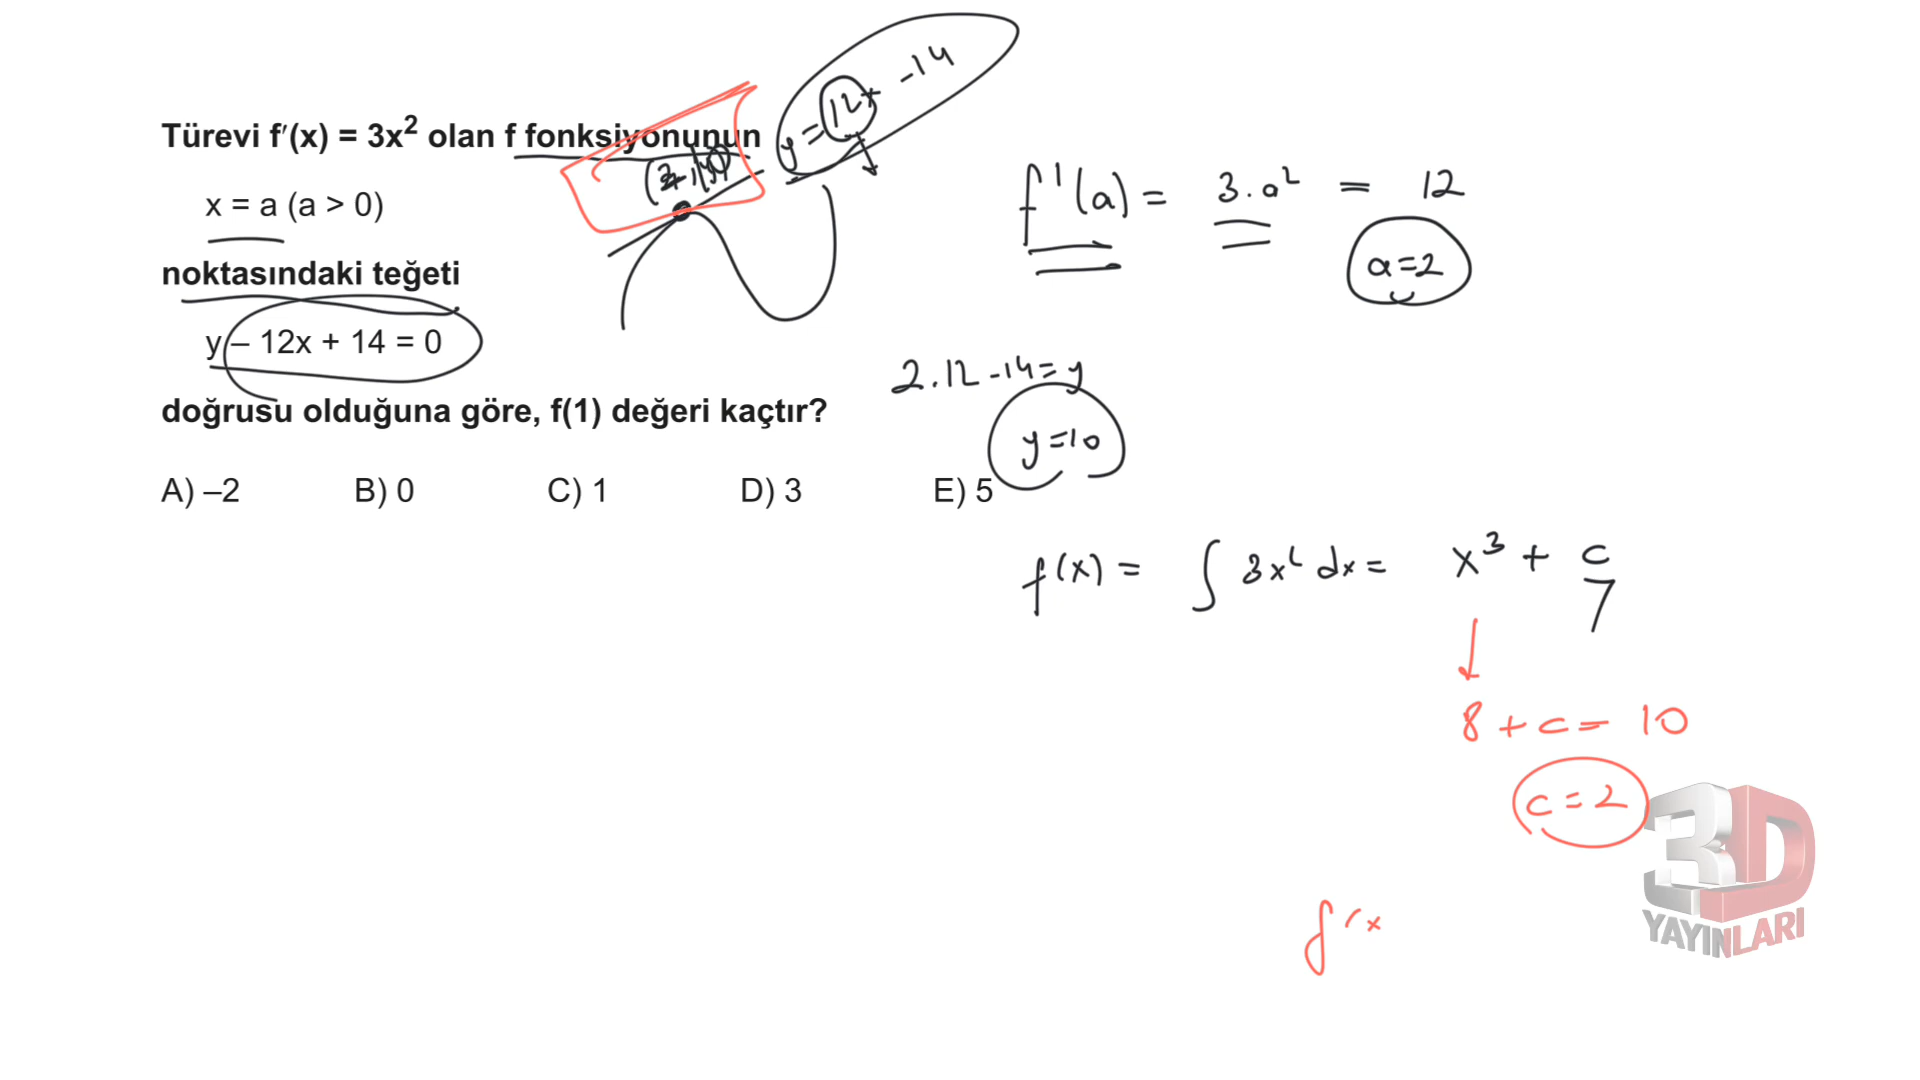 Türevi f′(x) = 3x² olan f fonksiyonunun
x = a (a > 0)
noktasındaki teğeti
y – 12x + 14 = 0
doğrusu olduğuna göre, f(1) değeri kaçtır?
A) –2 B) 0 C) 1 D) 3 E) 5
y = 12x - 14
f'(a) = 3.a² = 12
a = 2
2.12 - 14 = y
y = 10
f(x) = ∫ 3x² dx = x³ + c
8 + c = 10
c = 2
f(x
3D
YAYINLARI